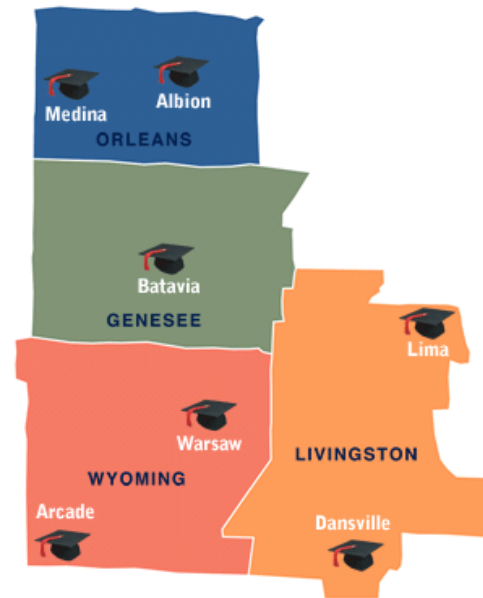 Medina
Albion
ORLEANS
Batavia
GENESEE
Lima
Warsaw
LIVINGSTON
WYOMING
Arcade
Dansville